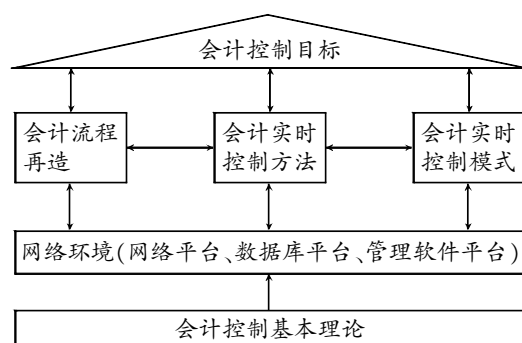 会计控制目标
会计流程
再造
会计实时
控制方法
会计实时
控制模式
网络环境(网络平台、数据库平台、管理软件平台)
会计控制基本理论